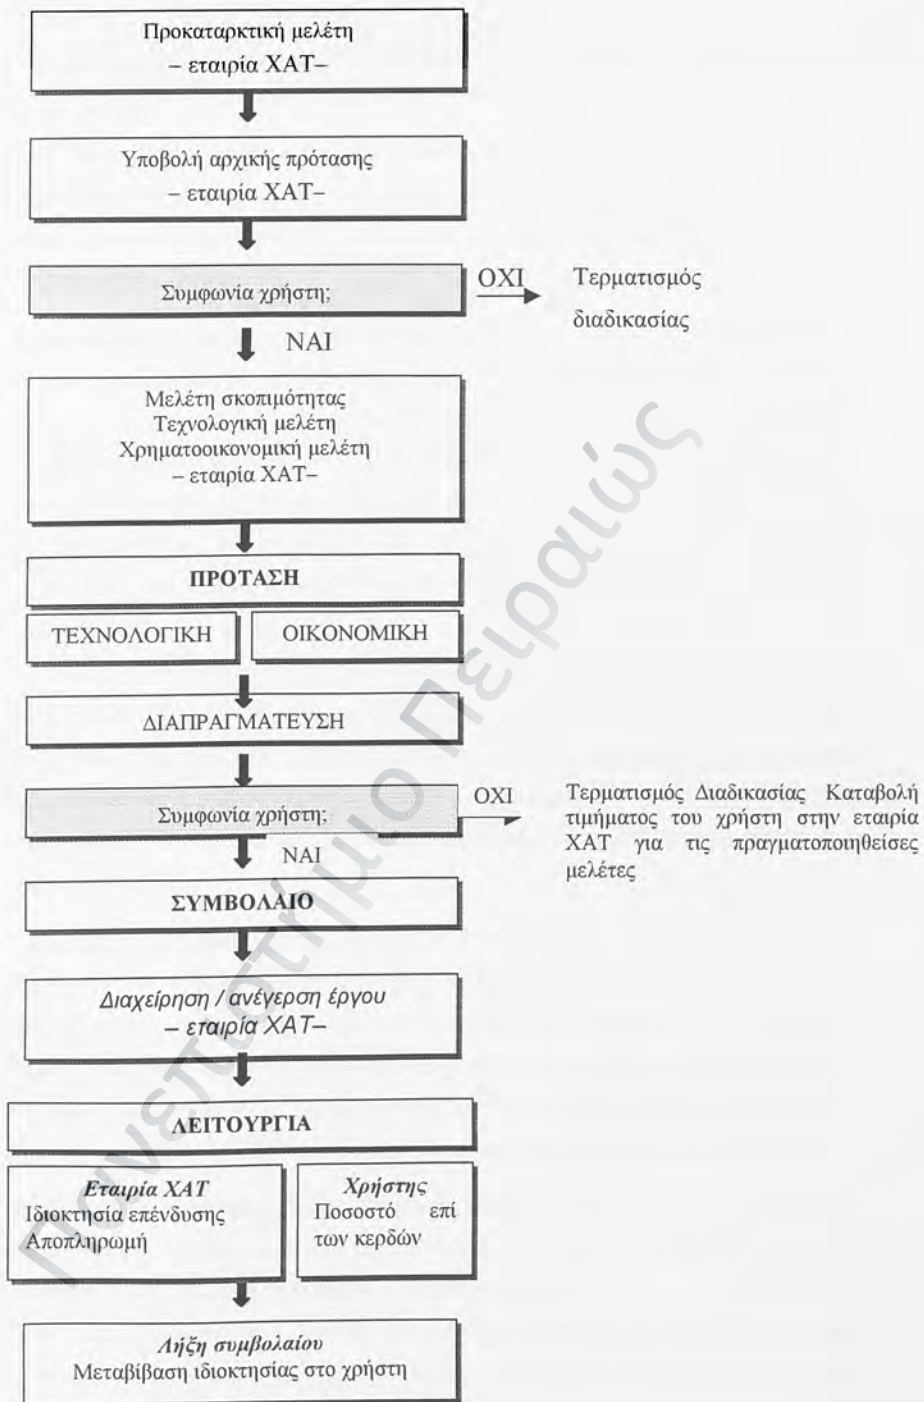 Προκαταρκτική μελέτη
– εταιρία ΧΑΤ–
Υποβολή αρχικής πρότασης
– εταιρία ΧΑΤ–
Συμφωνία χρήστη;
ΟΧΙ
Τερματισμός
διαδικασίας
ΝΑΙ
Μελέτη σκοπιμότητας
Τεχνολογική μελέτη
Χρηματοοικονομική μελέτη
– εταιρία ΧΑΤ–
ΠΡΟΤΑΣΗ
ΤΕΧΝΟΛΟΓΙΚΗ
ΟΙΚΟΝΟΜΙΚΗ
ΔΙΑΠΡΑΓΜΑΤΕΥΣΗ
Συμφωνία χρήστη;
ΟΧΙ
Τερματισμός Διαδικασίας Καταβολή
τιμήματος του χρήστη στην εταιρία
ΧΑΤ για τις πραγματοποιηθείσες
μελέτες
ΝΑΙ
ΣΥΜΒΟΛΑΙΟ
Διαχείρηση / ανέγερση έργου
– εταιρία ΧΑΤ–
ΛΕΙΤΟΥΡΓΙΑ
Εταιρία ΧΑΤ
Ιδιοκτησία επένδυσης
Αποπληρωμή
Χρήστης
Ποσοστό επί
των κερδών
Λήξη συμβολαίου
Μεταβίβαση ιδιοκτησίας στο χρήστη
Πανεπιστήμιο Πειραιώς